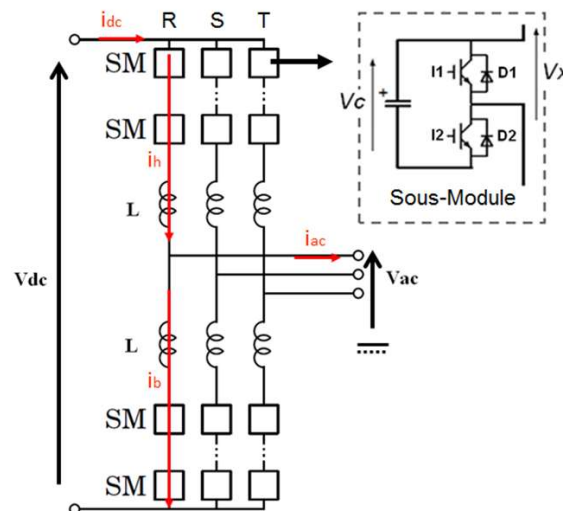 idc
R S T
SM
SM
ih
L
iac
Vdc
Vac
L
ib
SM
SM
Vc
+
I1
D1
I2
D2
Vx
Sous-Module